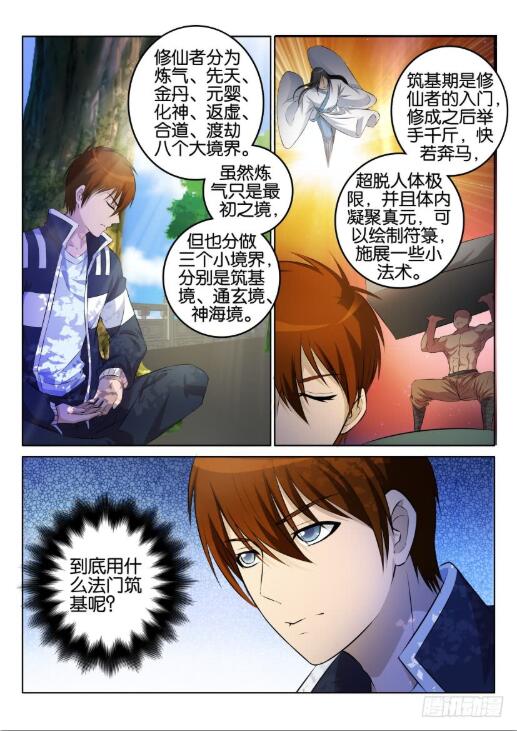 修仙者分为
炼气、先天、
金丹、元婴、
化神、返虚、
合道、渡劫
八个大境界。
虽然炼
气只是最
初之境，
但也分做
三个小境界，
分别是筑基
境、通玄境、
神海境。
筑基期是修
仙者的入门，
修成之后举
手千斤，快
若奔马，
超脱人体极
限，并且体内
凝聚真元，可
以绘制符箓，
施展一些小
法术。
到底用什
么法门筑
基呢？
腾讯动漫